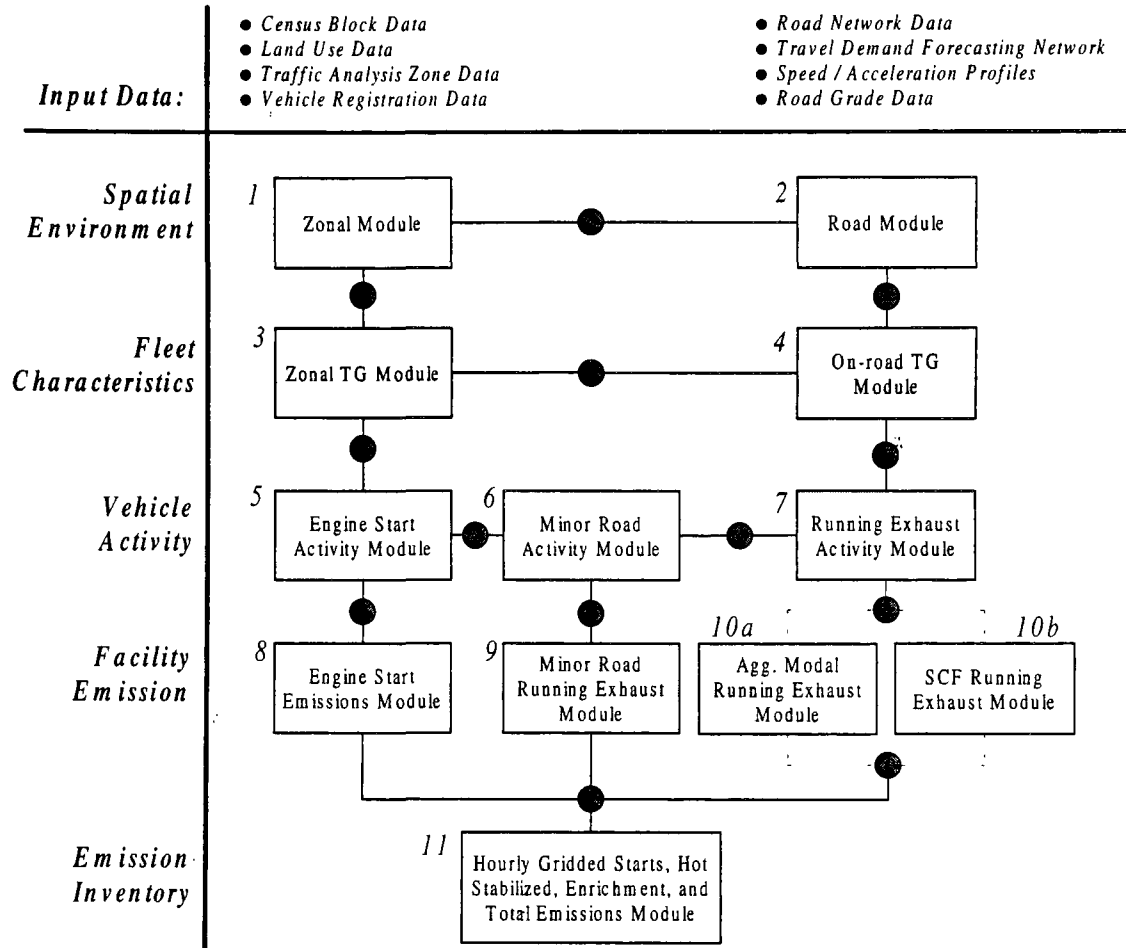 ● Census Block Data
● Land Use Data
● Traffic Analysis Zone Data
● Vehicle Registration Data
● Road Network Data
● Travel Demand Forecasting Network
● Speed / Acceleration Profiles
● Road Grade Data
Input Data:
Spatial
Environment
1
Zonal Module
2
Road Module
Fleet
Characteristics
3
Zonal TG Module
4
On-road TG
Module
Vehicle
Activity
5
Engine Start
Activity Module
6
Minor Road
Activity Module
7
Running Exhaust
Activity Module
Facility
Emission
8
Engine Start
Emissions Module
9
Minor Road
Running Exhaust
Module
10a
Agg. Modal
Running Exhaust
Module
10b
SCF Running
Exhaust Module
Emission
Inventory
11
Hourly Gridded Starts, Hot
Stabilized, Enrichment, and
Total Emissions Module